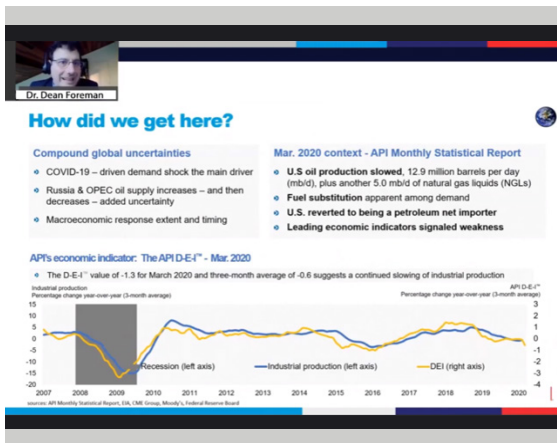 Dr. Dean Foreman
How did we get here?
Compound global uncertainties
COVID-19 – driven demand shock the main driver
Russia & OPEC oil supply increases – and then
decreases – added uncertainty
Macroeconomic response extent and timing
Mar. 2020 context - API Monthly Statistical Report
U.S oil production slowed, 12.9 million barrels per day
(mb/d), plus another 5.0 mb/d of natural gas liquids (NGLs)
Fuel substitution apparent among demand
U.S. reverted to being a petroleum net importer
Leading economic indicators signaled weakness
API's economic indicator: The API D-E-I™ - Mar. 2020
The D-E-I™ value of -1.3 for March 2020 and three-month average of -0.6 suggests a continued slowing of industrial production
Industrial production
Percentage change year-over-year (3-month average)
API D-E-I™
Percentage change year-over-year (3-month average)
15
10
5
0
-5
-10
-15
-20
3
2
1
0
-1
-2
-3
-4
Recession (left axis)
Industrial production (left axis)
DEI (right axis)
2007 2008 2009 2010 2011 2012 2013 2014 2015 2016 2017 2018 2019 2020
sources: API Monthly Statistical Report, EIA, CME Group, Moody's, Federal Reserve Board